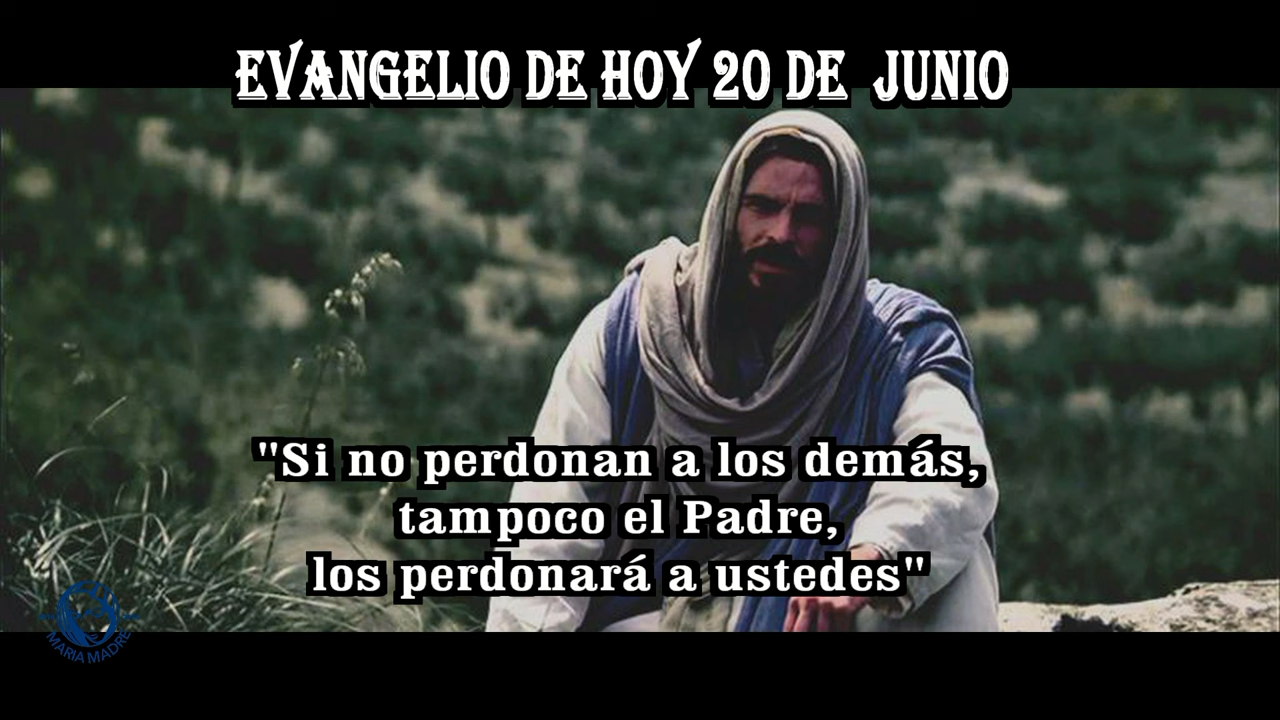 EVANGELIO DE HOY 20 DE JUNIO
"Si no perdonan a los demás,
tampoco el Padre,
los perdonará a ustedes"
MARIA MADRE